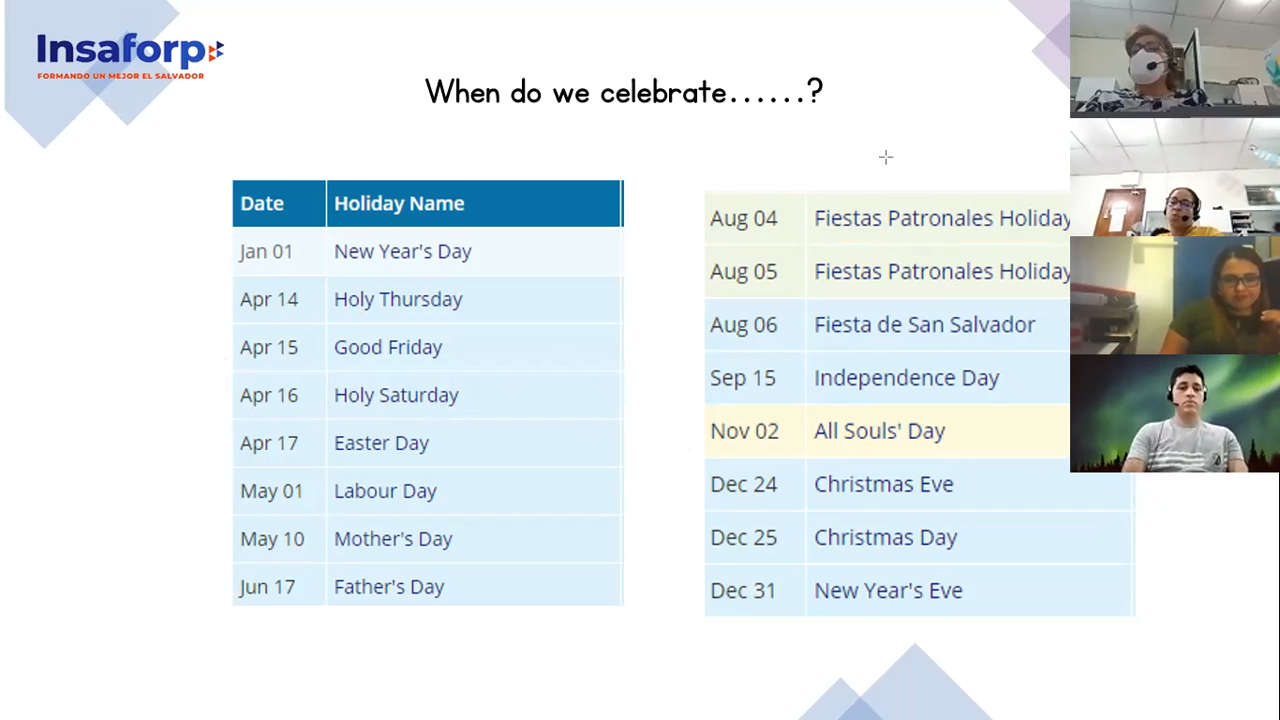 Insaforp
FORMANDO UN MEJOR EL SALVADOR
When do we celebrate......?
Date Holiday Name
Jan 01 New Year's Day
Apr 14 Holy Thursday
Apr 15 Good Friday
Apr 16 Holy Saturday
Apr 17 Easter Day
May 01 Labour Day
May 10 Mother's Day
Jun 17 Father's Day
Aug 04 Fiestas Patronales Holiday
Aug 05 Fiestas Patronales Holiday
Aug 06 Fiesta de San Salvador
Sep 15 Independence Day
Nov 02 All Souls' Day
Dec 24 Christmas Eve
Dec 25 Christmas Day
Dec 31 New Year's Eve